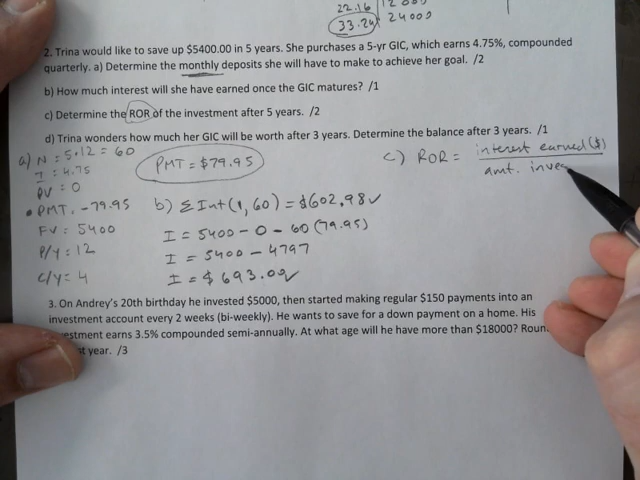 22.16 12000
33.24 24000
2. Trina would like to save up $5400.00 in 5 years. She purchases a 5-yr GIC, which earns 4.75%, compounded
quarterly. a) Determine the monthly deposits she will have to make to achieve her goal. /2
b) How much interest will she have earned once the GIC matures? /1
c) Determine the ROR of the investment after 5 years. /2
d) Trina wonders how much her GIC will be worth after 3 years. Determine the balance after 3 years. /1
a) N = 5·12 = 60
I = 4.75
PV = 0
• PMT. -79.95
FV = 5400
P/Y = 12
C/Y = 4
PMT = $79.95
b) ΣInt(1,60) = $602.98 ✓
I = 5400 - 0 - 60(79.95)
I = 5400 - 4797
I = $693.00
c) ROR = interest earned ($)
amt. inves
3. On Andrey's 20th birthday he invested $5000, then started making regular $150 payments into an
investment account every 2 weeks (bi-weekly). He wants to save for a down payment on a home. His
estment earns 3.5% compounded semi-annually. At what age will he have more than $18000? Roun
st year. /3